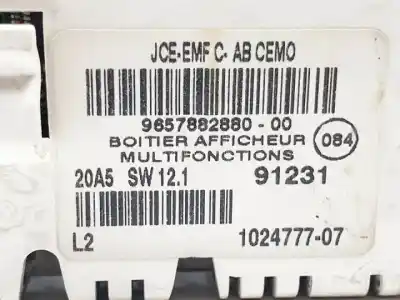 JCE-EMF C- AB CEMO
9657882880-00
BOITIER AFFICHEUR
MULTIFONCTIONS
084
20A5 SW 12.1 91231
L2 1024777-07